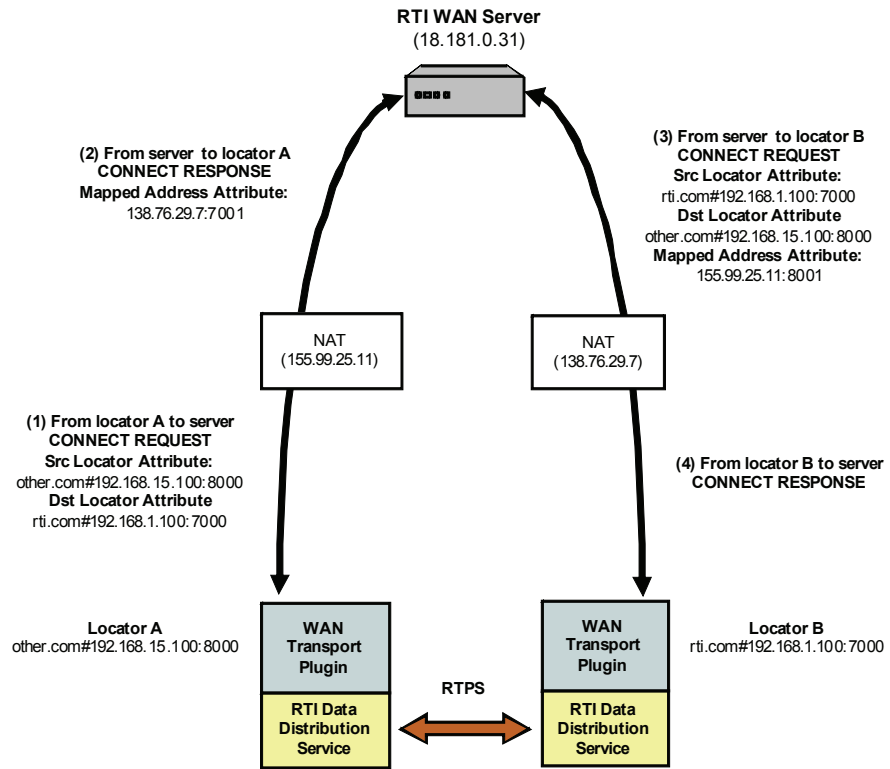 RTI WAN Server
(18.181.0.31)
(2) From server to locator A
CONNECT RESPONSE
Mapped Address Attribute:
138.76.29.7:7001
(3) From server to locator B
CONNECT REQUEST
Src Locator Attribute:
rti.com#192.168.1.100:7000
Dst Locator Attribute
other.com#192.168.15.100:8000
Mapped Address Attribute:
155.99.25.11:8001
NAT
(155.99.25.11)
NAT
(138.76.29.7)
(1) From locator A to server
CONNECT REQUEST
Src Locator Attribute:
other.com#192.168.15.100:8000
Dst Locator Attribute
rti.com#192.168.1.100:7000
(4) From locator B to server
CONNECT RESPONSE
Locator A
other.com#192.168.15.100:8000
WAN
Transport
Plugin
RTI Data
Distribution
Service
RTPS
WAN
Transport
Plugin
RTI Data
Distribution
Service
Locator B
rti.com#192.168.1.100:7000